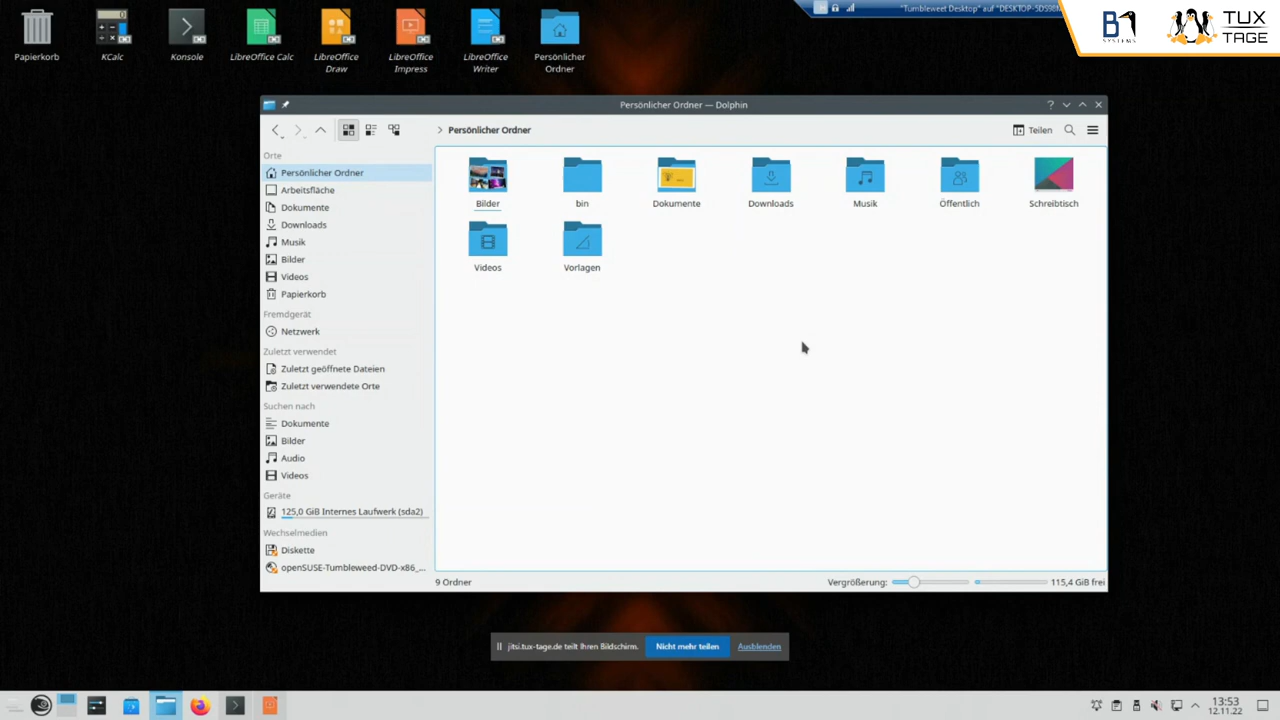 "Tumbleweet Desktop" auf
B1
SYSTEMS
TUX
TAGE
Papierkorb
KCalc
Konsole
LibreOffice Calc
LibreOffice
Draw
LibreOffice
Impress
LibreOffice
Writer
Persönlicher
Ordner
Persönlicher Ordner — Dolphin
Persönlicher Ordner
Teilen
Orte
Persönlicher Ordner
Arbeitsfläche
Dokumente
Downloads
Musik
Bilder
Videos
Papierkorb
Fremdgerät
Netzwerk
Zuletzt verwendet
Zuletzt geöffnete Dateien
Zuletzt verwendete Orte
Suchen nach
Dokumente
Bilder
Audio
Videos
Geräte
125,0 GiB Internes Laufwerk (sda2)
Wechselmedien
Diskette
openSUSE-Tumbleweed-DVD-x86_...
Bilder
bin
Dokumente
Downloads
Musik
Öffentlich
Schreibtisch
Videos
Vorlagen
9 Ordner
Vergrößerung:
115,4 GiB frei
jitsi.tux-tage.de teilt Ihren Bildschirm.
Nicht mehr teilen
Ausblenden
13:53
12.11.22